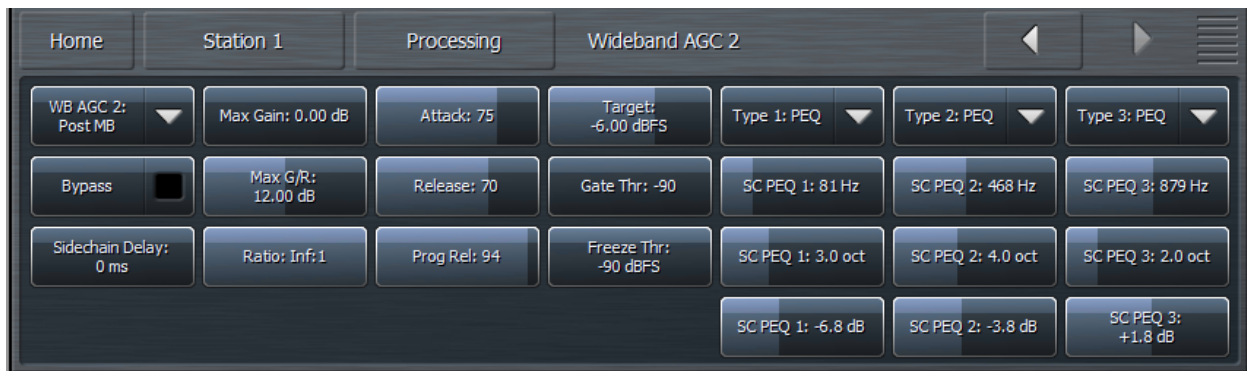 Home
Station 1
Processing
Wideband AGC 2
WB AGC 2:
Post MB
Max Gain: 0.00 dB
Attack: 75
Target:
-6.00 dBFS
Type 1: PEQ
Type 2: PEQ
Type 3: PEQ
Bypass
Max G/R:
12.00 dB
Release: 70
Gate Thr: -90
SC PEQ 1: 81 Hz
SC PEQ 2: 468 Hz
SC PEQ 3: 879 Hz
Sidechain Delay:
0 ms
Ratio: Inf:1
Prog Rel: 94
Freeze Thr:
-90 dBFS
SC PEQ 1: 3.0 oct
SC PEQ 2: 4.0 oct
SC PEQ 3: 2.0 oct
SC PEQ 1: -6.8 dB
SC PEQ 2: -3.8 dB
SC PEQ 3:
+1.8 dB